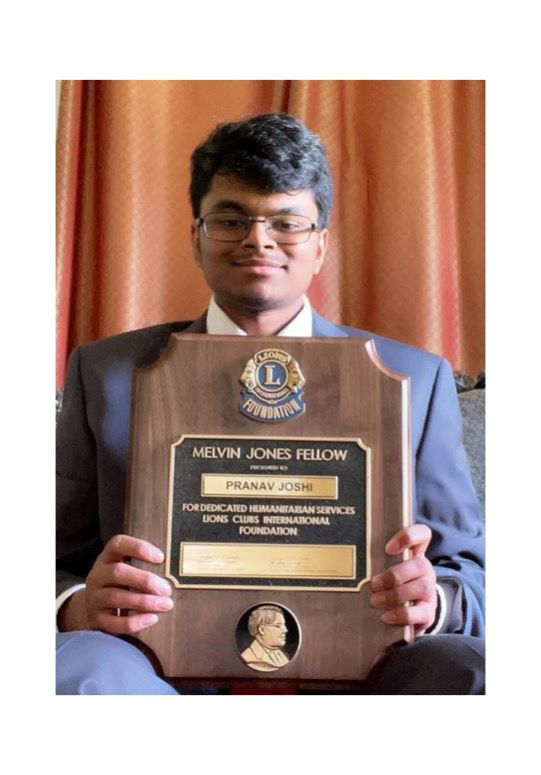 LIONS
L
INTERNATIONAL
FOUNDATION
MELVIN JONES FELLOW
PRESENTED TO
PRANAV JOSHI
FOR DEDICATED HUMANITARIAN SERVICES
LIONS CLUBS INTERNATIONAL
FOUNDATION